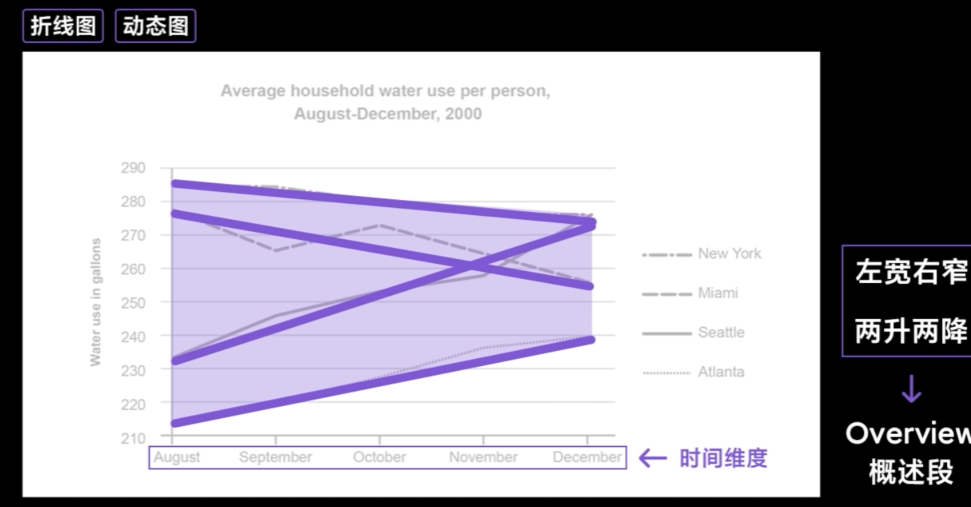 折线图 动态图
Average household water use per person,
August-December, 2000
290
280
270
260
250
240
230
220
210
Water use in gallons
August September October November December
← 时间维度
New York
Miami
Seattle
Atlanta
左宽右窄
两升两降
↓
Overview
概述段